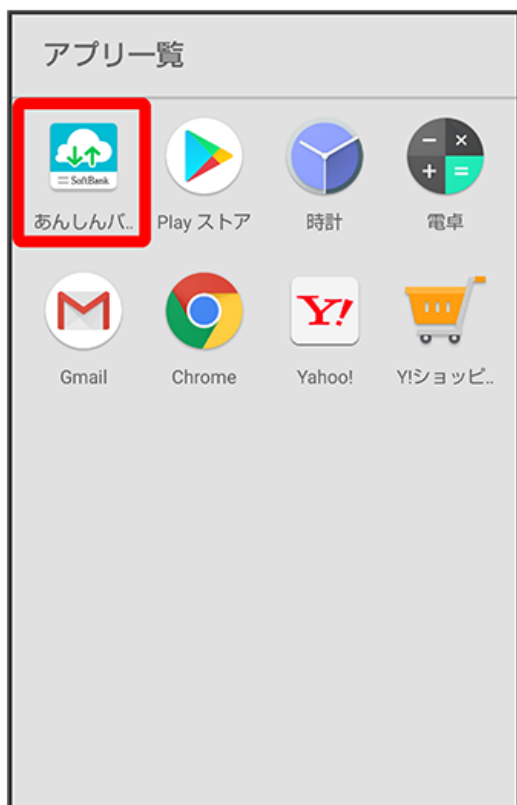 アプリ一覧
SoftBank
あんしんバ..
Play ストア
時計
電卓
Gmail
Chrome
Y!
Yahoo!
Y!ショッピ..